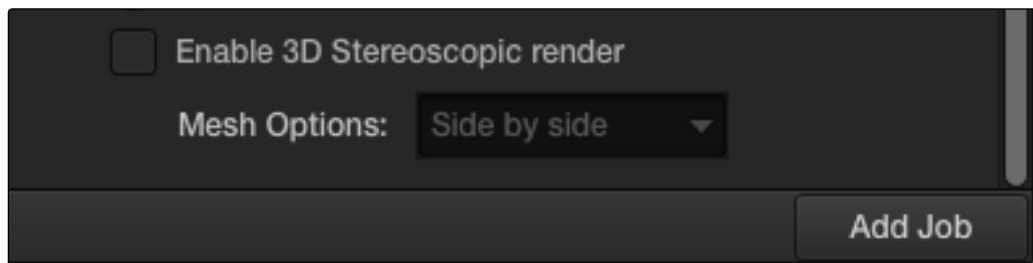 Enable 3D Stereoscopic render
Mesh Options: Side by side
Add Job